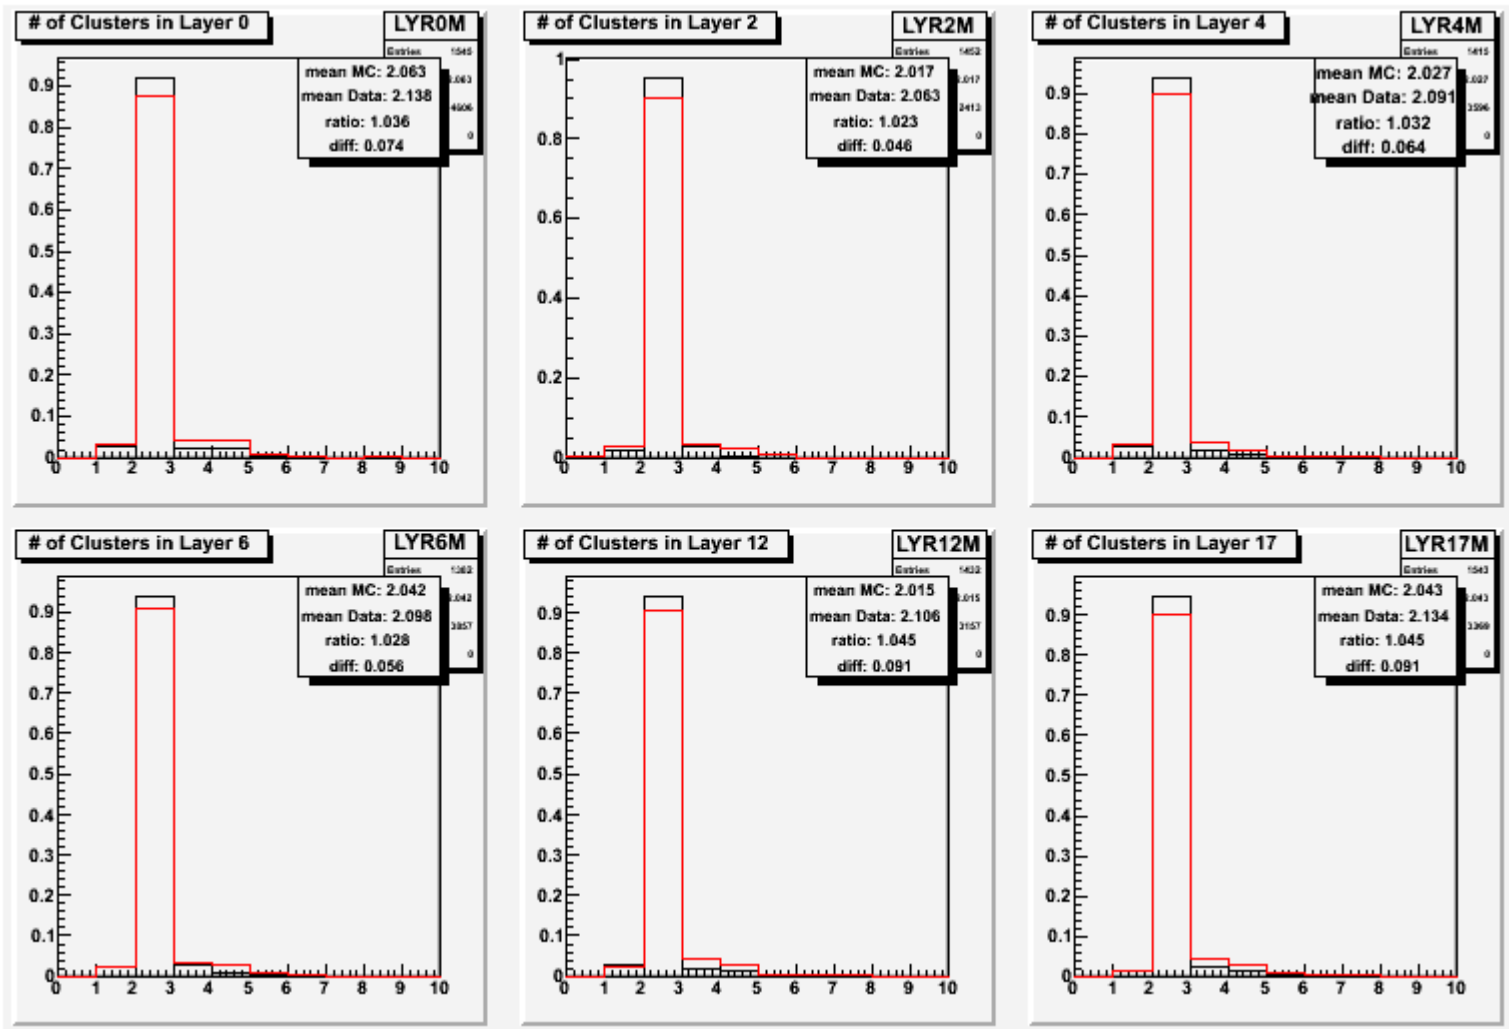 # of Clusters in Layer 0
LYR0M
Entries 1545
mean MC: 2.063
mean Data: 2.138
ratio: 1.036
diff: 0.074
0.9
0.8
0.7
0.6
0.5
0.4
0.3
0.2
0.1
0
0 1 2 3 4 5 6 7 8 9 10
# of Clusters in Layer 2
LYR2M
Entries 1452
mean MC: 2.017
mean Data: 2.063
ratio: 1.023
diff: 0.046
1
0.8
0.6
0.4
0.2
0
0 1 2 3 4 5 6 7 8 9 10
# of Clusters in Layer 4
LYR4M
Entries 1415
mean MC: 2.027
mean Data: 2.091
ratio: 1.032
diff: 0.064
0.9
0.8
0.7
0.6
0.5
0.4
0.3
0.2
0.1
0
0 1 2 3 4 5 6 7 8 9 10
# of Clusters in Layer 6
LYR6M
Entries 1362
mean MC: 2.042
mean Data: 2.098
ratio: 1.028
diff: 0.056
0.9
0.8
0.7
0.6
0.5
0.4
0.3
0.2
0.1
0
0 1 2 3 4 5 6 7 8 9 10
# of Clusters in Layer 12
LYR12M
Entries 1432
mean MC: 2.015
mean Data: 2.106
ratio: 1.045
diff: 0.091
0.9
0.8
0.7
0.6
0.5
0.4
0.3
0.2
0.1
0
0 1 2 3 4 5 6 7 8 9 10
# of Clusters in Layer 17
LYR17M
Entries 1543
mean MC: 2.043
mean Data: 2.134
ratio: 1.045
diff: 0.091
0.9
0.8
0.7
0.6
0.5
0.4
0.3
0.2
0.1
0
0 1 2 3 4 5 6 7 8 9 10